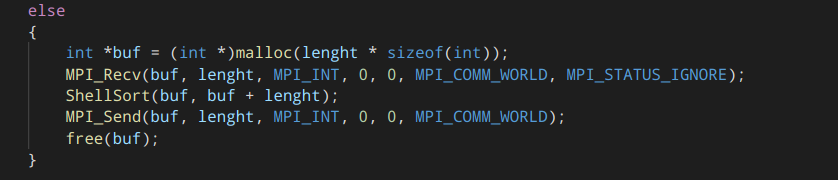 else
{
int *buf = (int *)malloc(lenght * sizeof(int));
MPI_Recv(buf, lenght, MPI_INT, 0, 0, MPI_COMM_WORLD, MPI_STATUS_IGNORE);
ShellSort(buf, buf + lenght);
MPI_Send(buf, lenght, MPI_INT, 0, 0, MPI_COMM_WORLD);
free(buf);
}